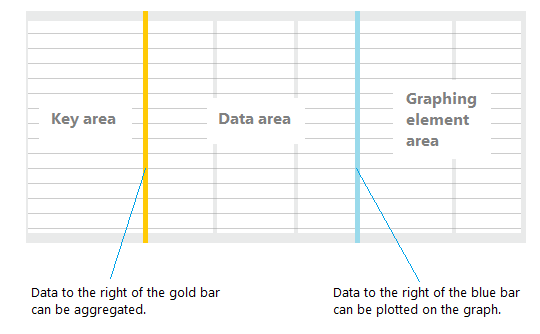 Key area
Data area
Graphing
element
area
Data to the right of the gold bar
can be aggregated.
Data to the right of the blue bar
can be plotted on the graph.